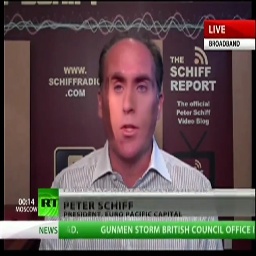 LIVE
BROADBAND
WWW.
SCHIFFRADIO
.COM
THE
SCHIFF
REPORT
The official
Peter Schiff
Video Blog
00:14
MOSCOW
RT
PETER SCHIFF
PRESIDENT, EURO PACIFIC CAPITAL
NEWS
GUNMEN STORM BRITISH COUNCIL OFFICE